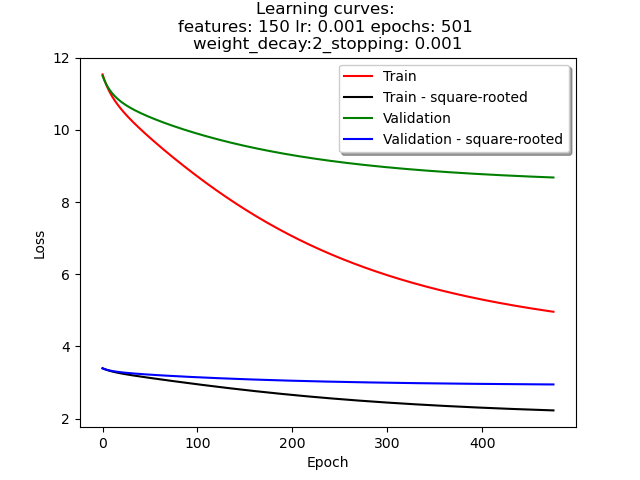 Learning curves:
features: 150 lr: 0.001 epochs: 501
weight_decay:2_stopping: 0.001
12
10
8
6
4
2
Loss
Train
Train - square-rooted
Validation
Validation - square-rooted
0
100
200
300
400
Epoch